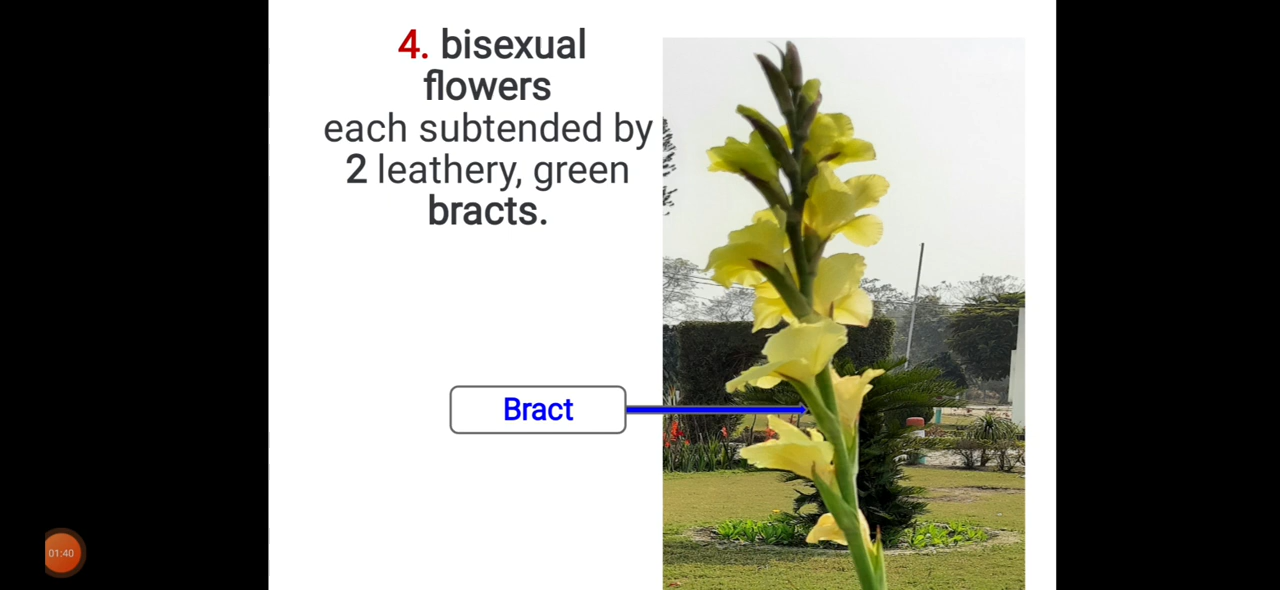 4. bisexual
flowers
each subtended by
2 leathery, green
bracts.
Bract
01:40